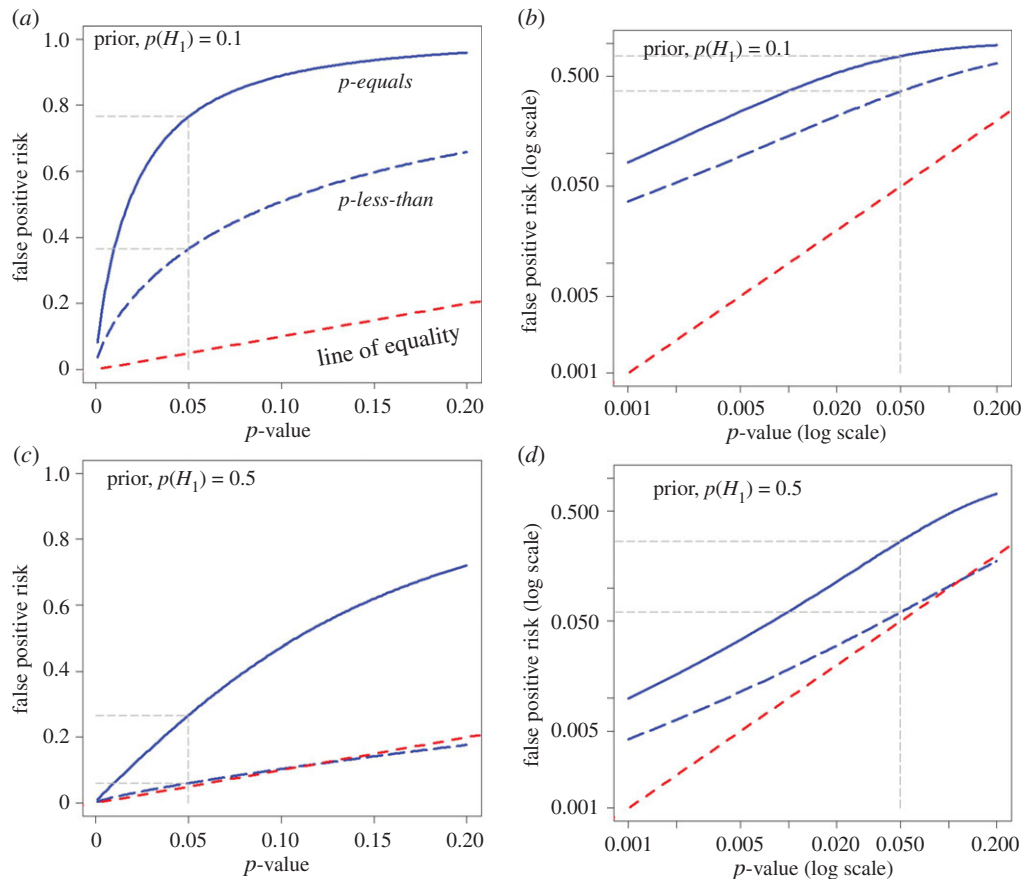 (a)
prior, p(H1) = 0.1
false positive risk
1.0
0.8
0.6
0.4
0.2
0
p-equals
p-less-than
line of equality
0 0.05 0.10 0.15 0.20
p-value
(b)
p(H1) = 0.1
prior,
false positive risk (log scale)
0.500
0.050
0.005
0.001
0.001 0.005 0.020 0.050 0.200
p-value (log scale)
(c)
prior, p(H1) = 0.5
false positive risk
1.0
0.8
0.6
0.4
0.2
0
0 0.05 0.10 0.15 0.20
p-value
(d)
prior, p(H1) = 0.5
false positive risk (log scale)
0.500
0.050
0.005
0.001
0.001 0.005 0.020 0.050 0.200
p-value (log scale)